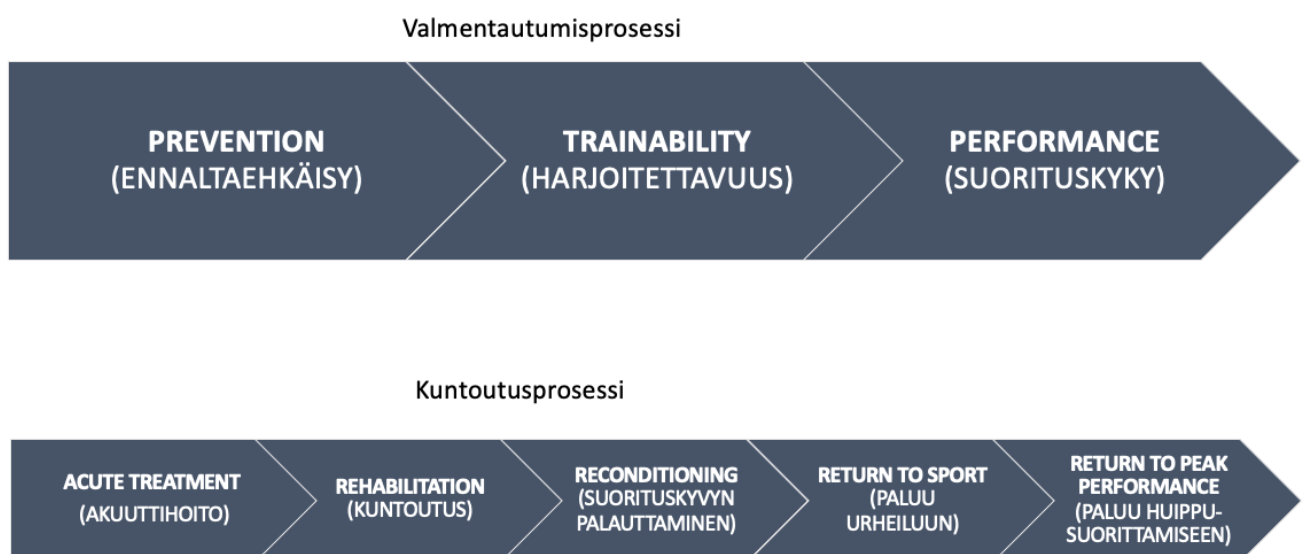 Valmentautumisprosessi
PREVENTION
(ENNALTAEHKÄISY)
TRAINABILITY
(HARJOITETTAVUUS)
PERFORMANCE
(SUORITUSKYKY)
Kuntoutusprosessi
ACUTE TREATMENT
(AKUUTTIHOITO)
REHABILITATION
(KUNTOUTUS)
RECONDITIONING
(SUORITUSKYVYN
PALAUTTAMINEN)
RETURN TO SPORT
(PALUU
URHEILUUN)
RETURN TO PEAK
PERFORMANCE
(PALUU HUIPPU-
SUORITTAMISEEN)